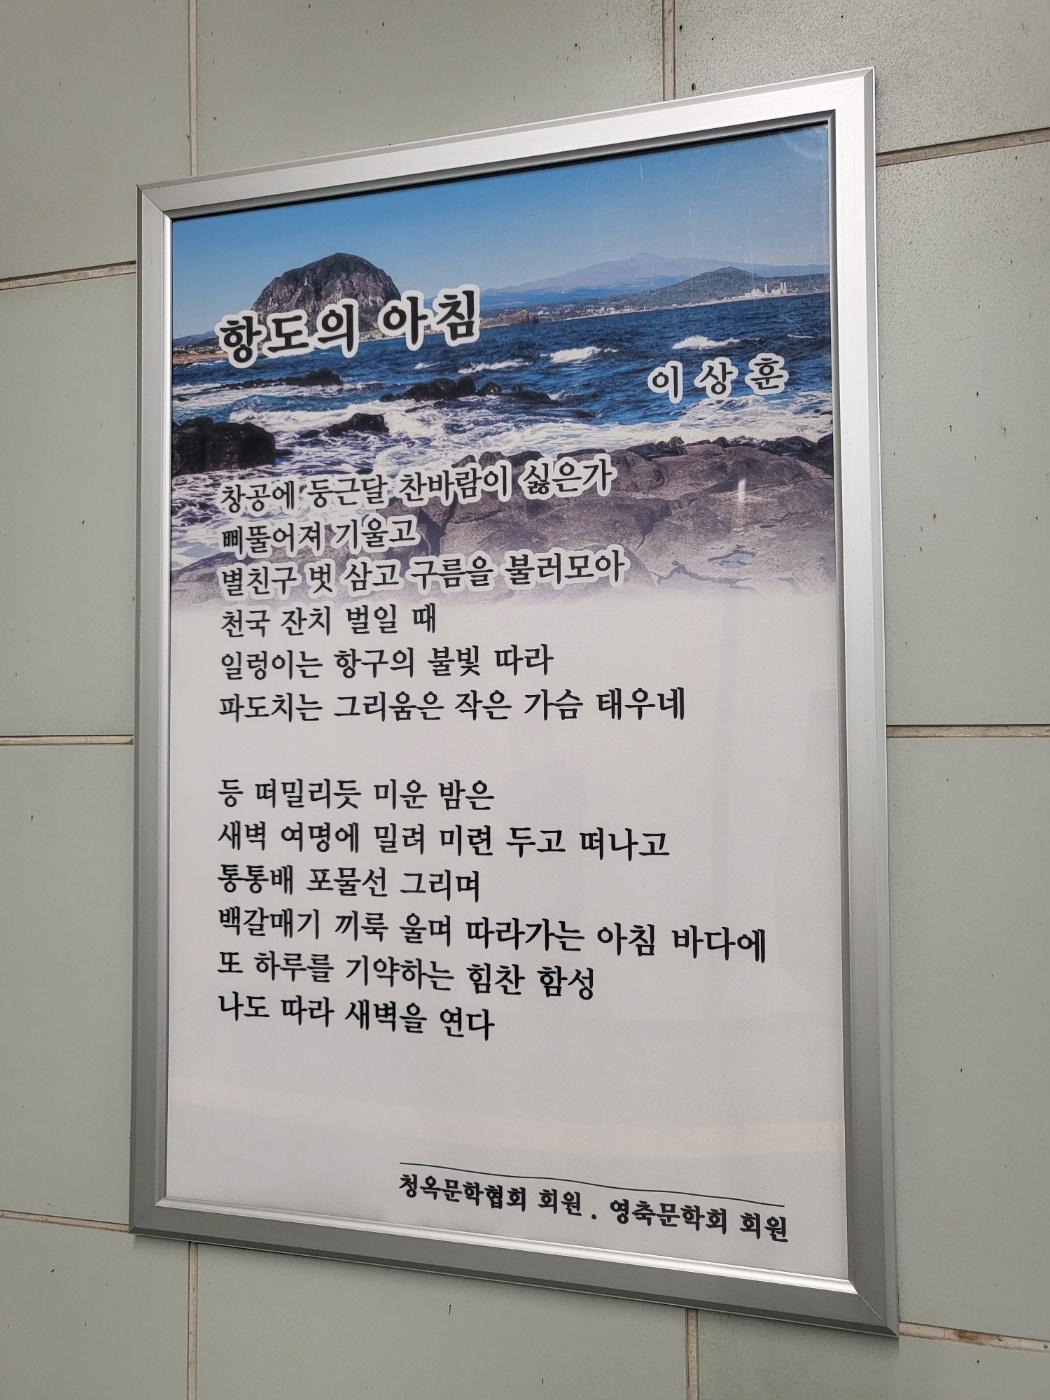 항도의 아침
이상훈
창공에 둥근달 찬바람이 싫은가
삐뚤어져 기울고
별친구 벗 삼고 구름을 불러모아
천국 잔치 벌일 때
일렁이는 항구의 불빛 따라
파도치는 그리움은 작은 가슴 태우네
등 떠밀리듯 미운 밤은
새벽 여명에 밀려 미련 두고 떠나고
통통배 포물선 그리며
백갈매기 끼룩 울며 따라가는 아침 바다에
또 하루를 기약하는 힘찬 함성
나도 따라 새벽을 연다
청옥문학협회 회원 . 영축문학회 회원